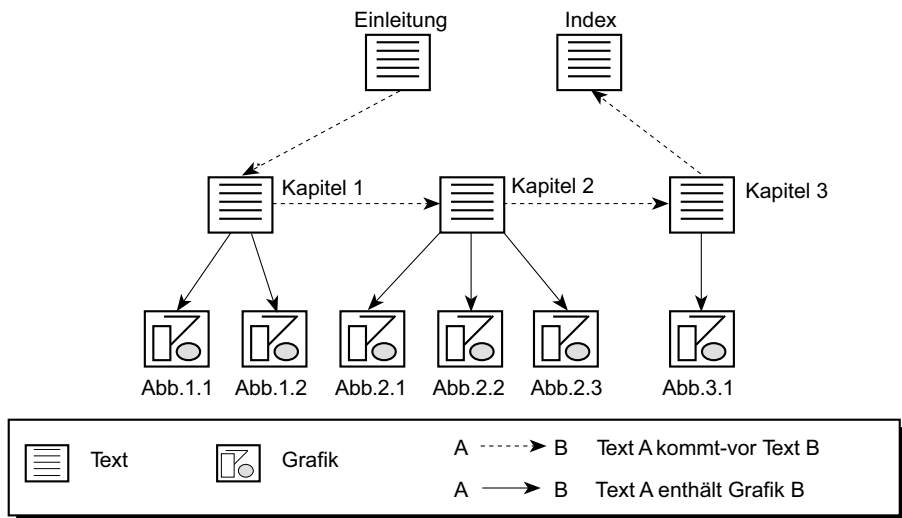 Einleitung Index
Kapitel 1 Kapitel 2 Kapitel 3
Abb.1.1 Abb.1.2 Abb.2.1 Abb.2.2 Abb.2.3 Abb.3.1
Text Grafik A B Text A kommt-vor Text B
A B Text A enthält Grafik B